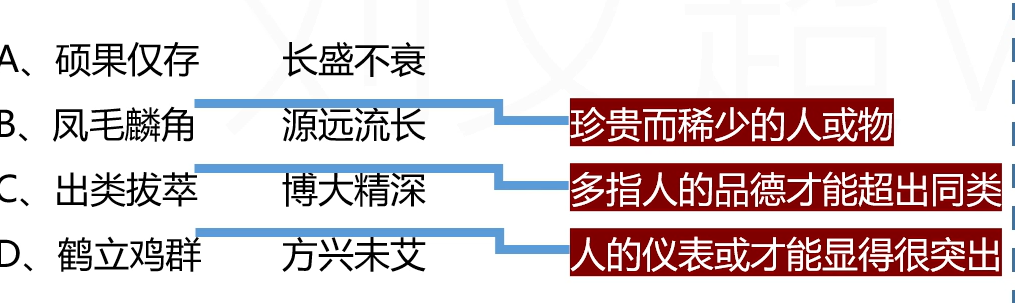 A、硕果仅存 长盛不衰
B、凤毛麟角 源远流长 珍贵而稀少的人或物
C、出类拔萃 博大精深 多指人的品德才能超出同类
D、鹤立鸡群 方兴未艾 人的仪表或才能显得很突出